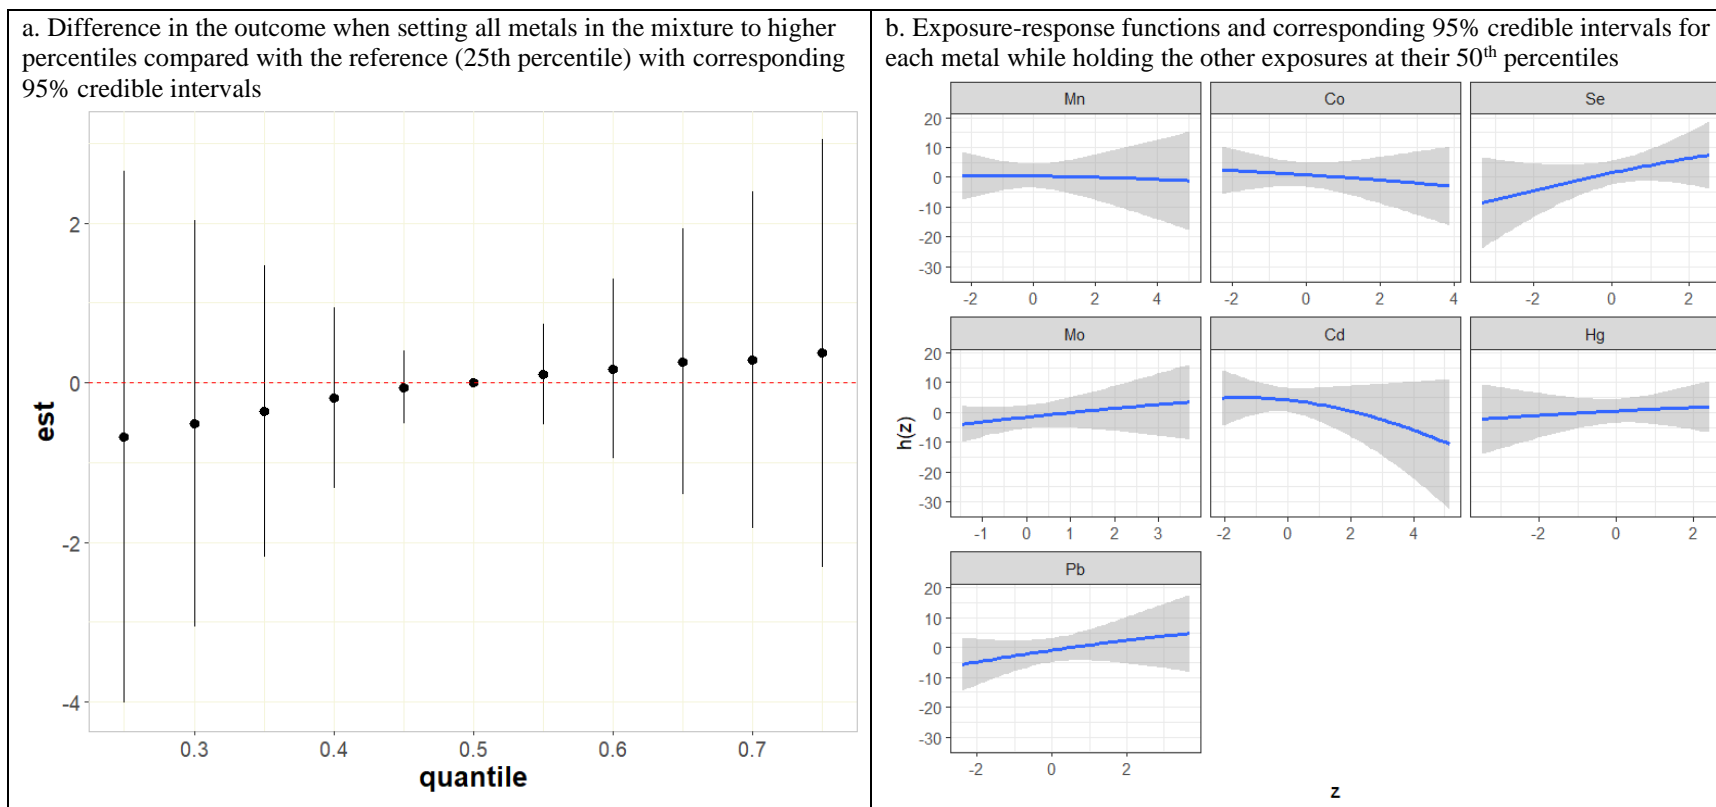 a. Difference in the outcome when setting all metals in the mixture to higher
percentiles compared with the reference (25th percentile) with corresponding
95% credible intervals
2
0
-2
-4
est
0.3 0.4 0.5 0.6 0.7
quantile
b. Exposure-response functions and corresponding 95% credible intervals for
each metal while holding the other exposures at their 50th percentiles
Mn Co Se
20
10
0
-10
-20
-30
-2 0 2 4 -2 0 2 4 -2 0 2
Mo Cd Hg
20
10
0
-10
-20
-30
h(z)
-1 0 1 2 3 -2 0 2 4 -2 0 2
Pb
20
10
0
-10
-20
-30
-2 0 2
z